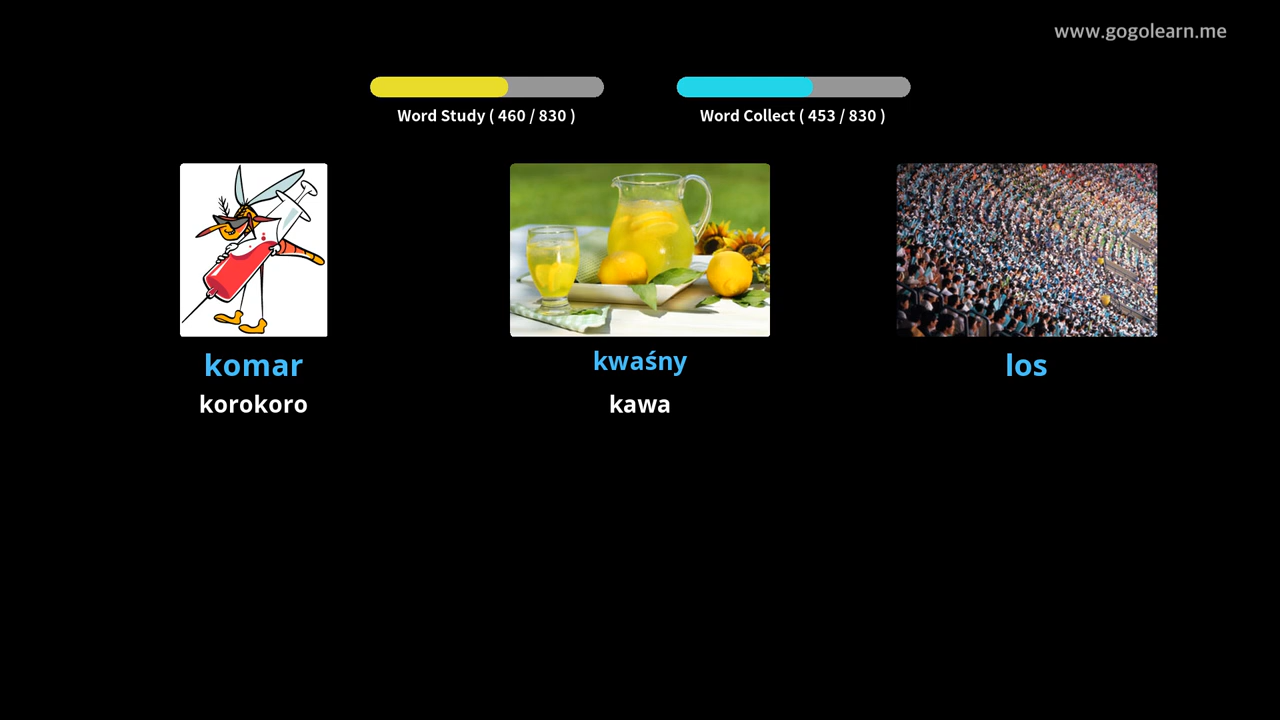 www.gogolearn.me
Word Study ( 460 / 830 )
Word Collect ( 453 / 830 )
komar
kwaśny
los
korokoro
kawa